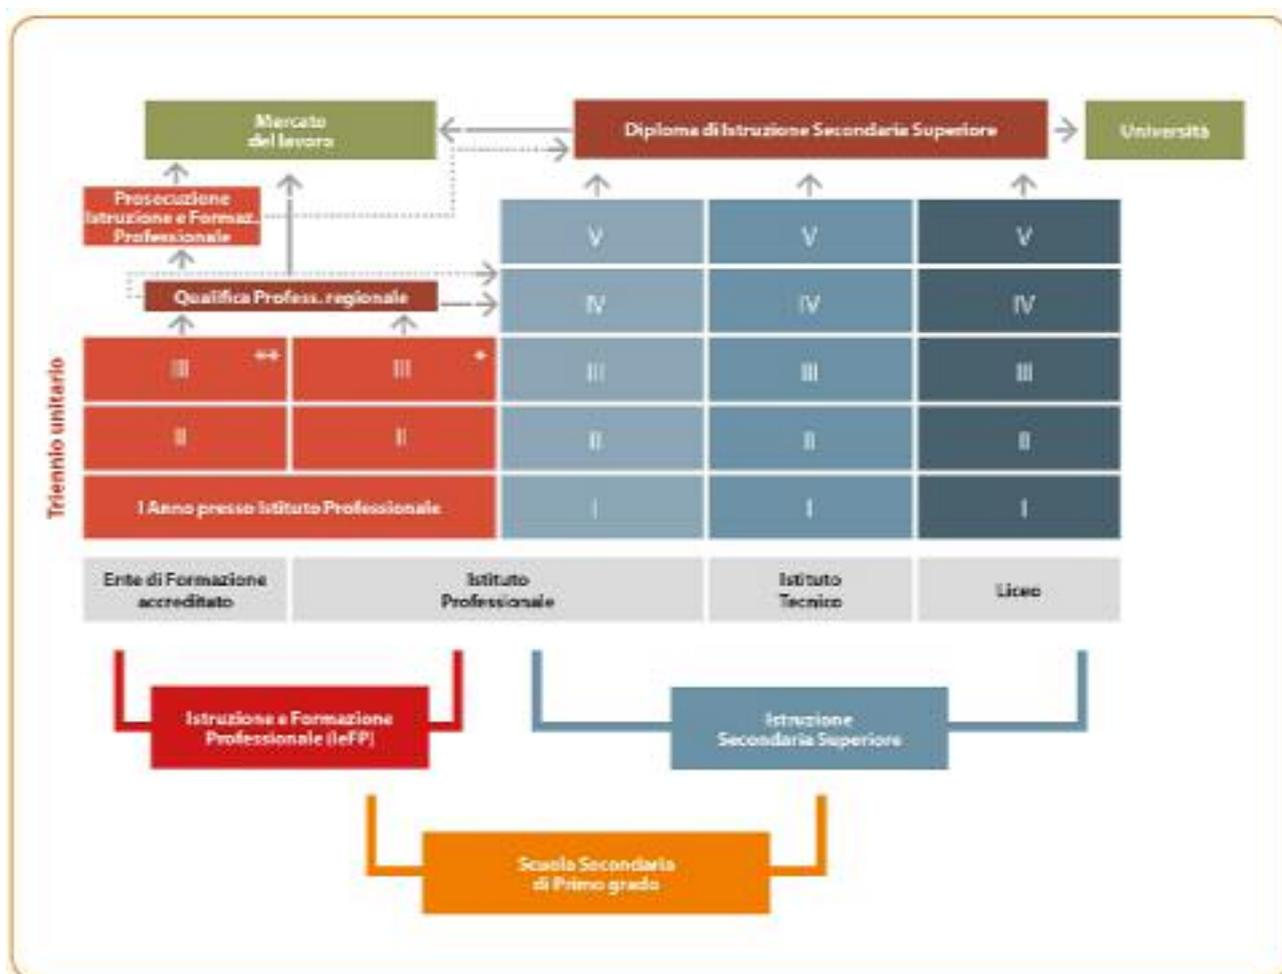 Mercato
del lavoro
Diploma di Istruzione Secondaria Superiore
Università
Prosecuzione
Istruzione e Formaz.
Professionale
Qualifica Profess. regionale
V
V
V
IV
IV
IV
Triennio unitario
III **
III *
III
III
III
II
II
II
II
II
I Anno presso Istituto Professionale
I
I
I
Ente di Formazione
accreditato
Istituto
Professionale
Istituto
Tecnico
Liceo
Istruzione e Formazione
Professionale (IeFP)
Istruzione
Secondaria Superiore
Scuola Secondaria
di Primo grado